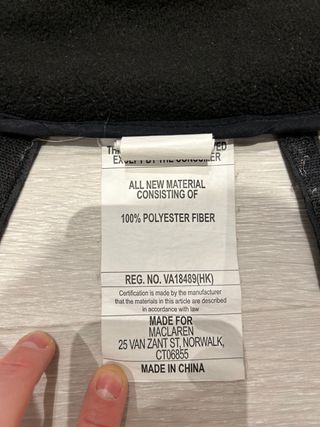 ED
EXCEPT BY THE CONSUMER
ALL NEW MATERIAL
CONSISTING OF
100% POLYESTER FIBER
REG. NO. VA18489(HK)
Certification is made by the manufacturer
that the materials in this article are described
in accordance with law
MADE FOR
MACLAREN
25 VAN ZANT ST, NORWALK,
CT06855
MADE IN CHINA